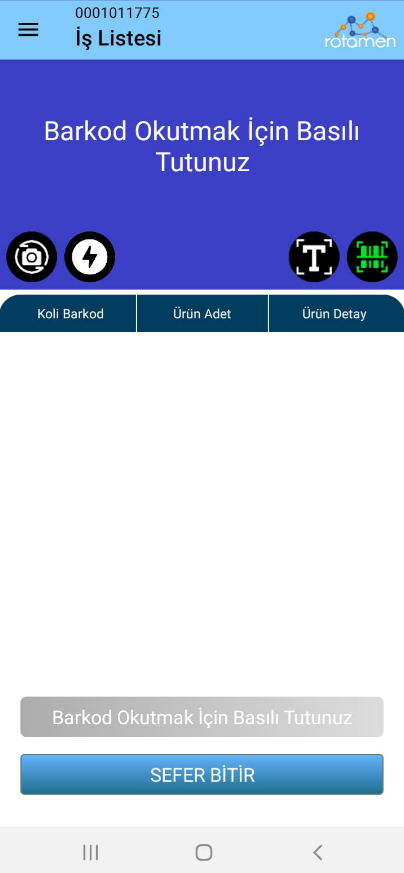 0001011775
İş Listesi
rotamen
Barkod Okutmak İçin Basılı
Tutunuz
T
Koli Barkod
Ürün Adet
Ürün Detay
Barkod Okutmak İçin Basılı Tutunuz
SEFER BİTİR